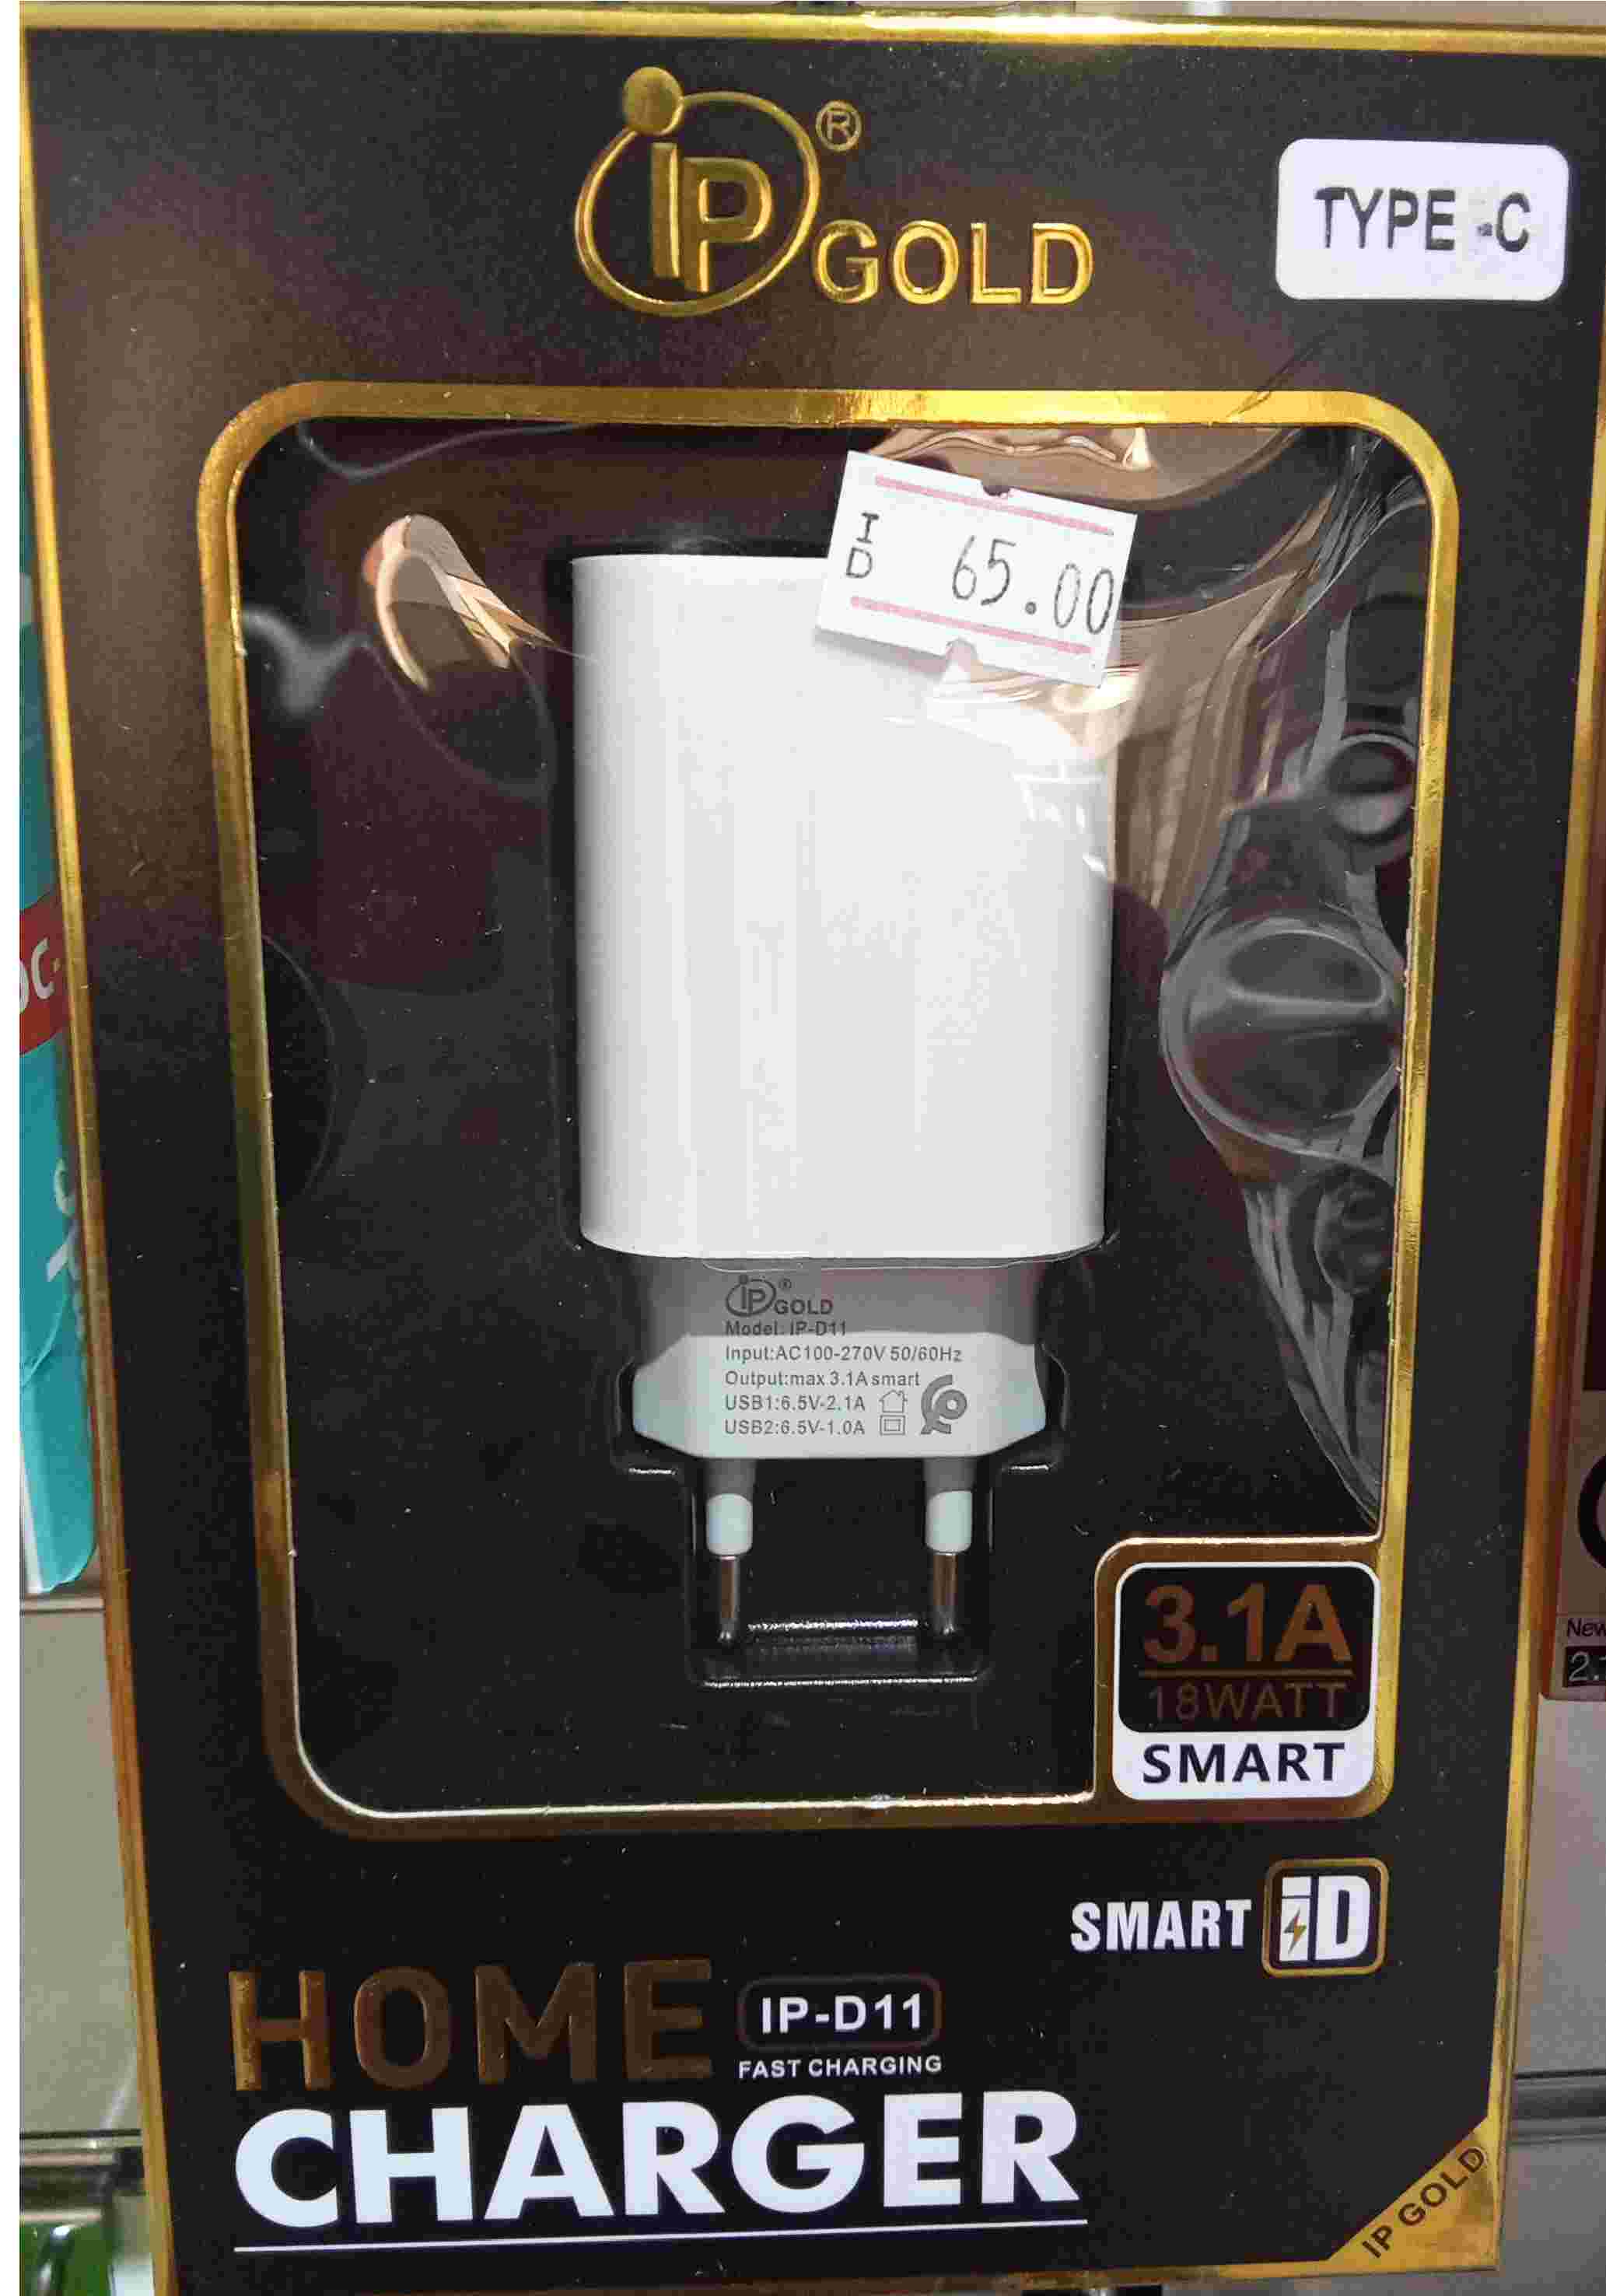 IP® GOLD
TYPE-C
ID 65.00
IP® GOLD
Model: IP-D11
Input:AC100-270V 50/60Hz
Output:max 3.1A smart
USB1:6.5V-2.1A
USB2:6.5V-1.0A
3.1A
18WATT
SMART
SMART iD
HOME
IP-D11
FAST CHARGING
CHARGER
IP GOLD
New